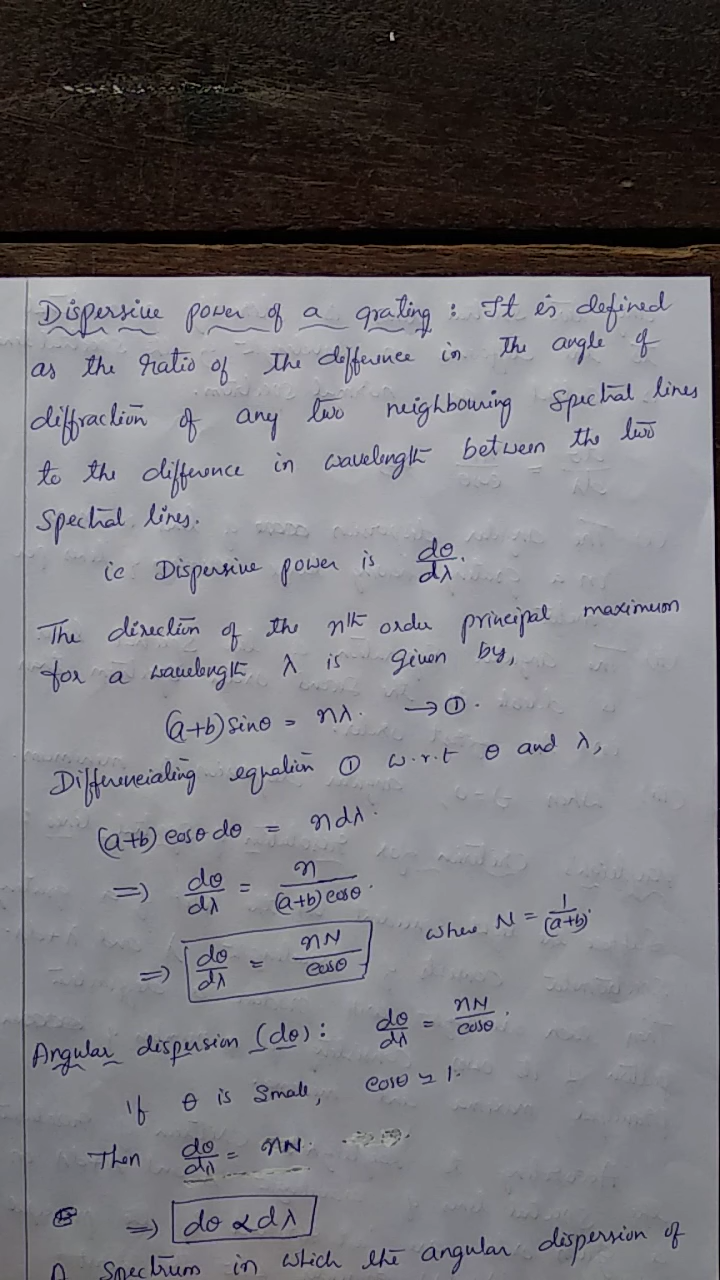 Dispersive power of a grating : It is defined
as the ratio of the difference in the angle of
diffraction of any two neighbouring spectral lines
to the difference in wavelength between the two
spectral lines.
ie Dispersive power is dθ/dλ.
The direction of the nth order principal maximum
for a wavelength λ is given by,
(a+b) sinθ = nλ. → ①.
Differenciating equation ① w.r.t θ and λ,
(a+b) cosθ dθ = n dλ.
⇒ dθ/dλ = n/(a+b)cosθ.
⇒ dθ/dλ = nN/cosθ where N = 1/(a+b).
Angular dispersion (dθ) : dθ/dλ = nN/cosθ.
If θ is small, cosθ ≃ 1.
Then dθ/dλ = nN.
⇒ dθ α dλ
A spectrum in which the angular dispersion of